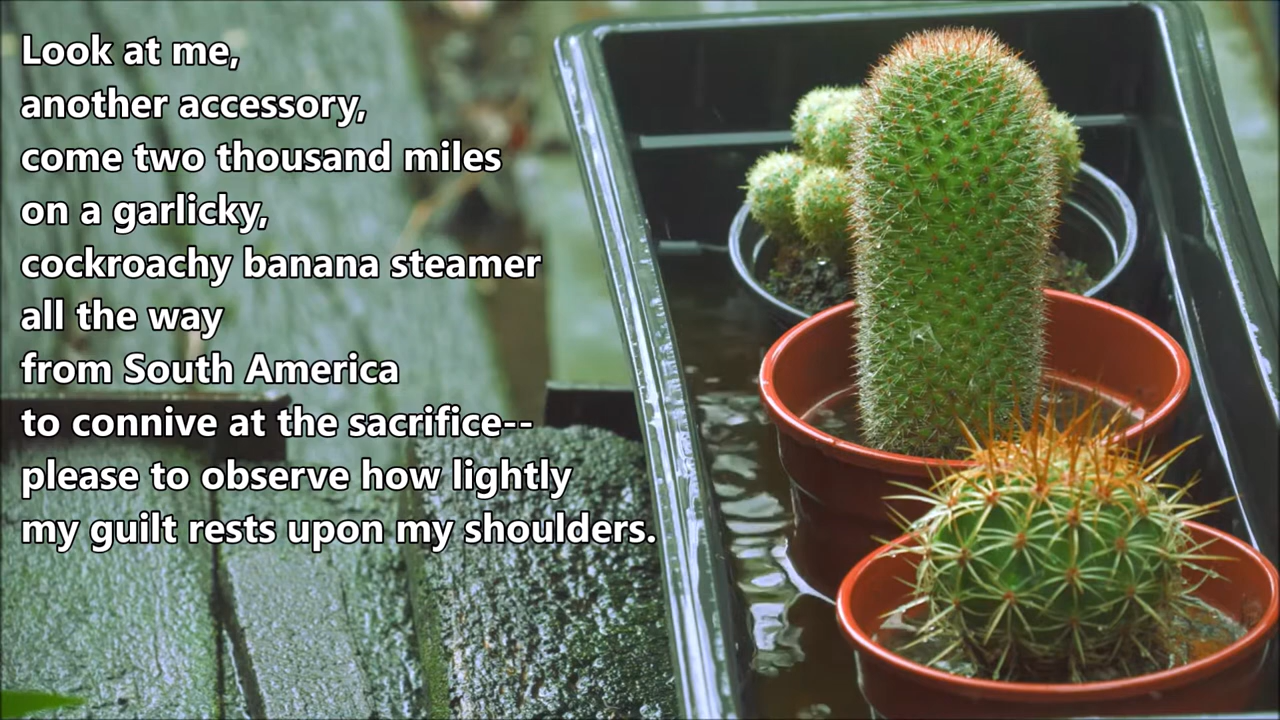 Look at me,
another accessory,
come two thousand miles
on a garlicky,
cockroachy banana steamer
all the way
from South America
to connive at the sacrifice--
please to observe how lightly
my guilt rests upon my shoulders.